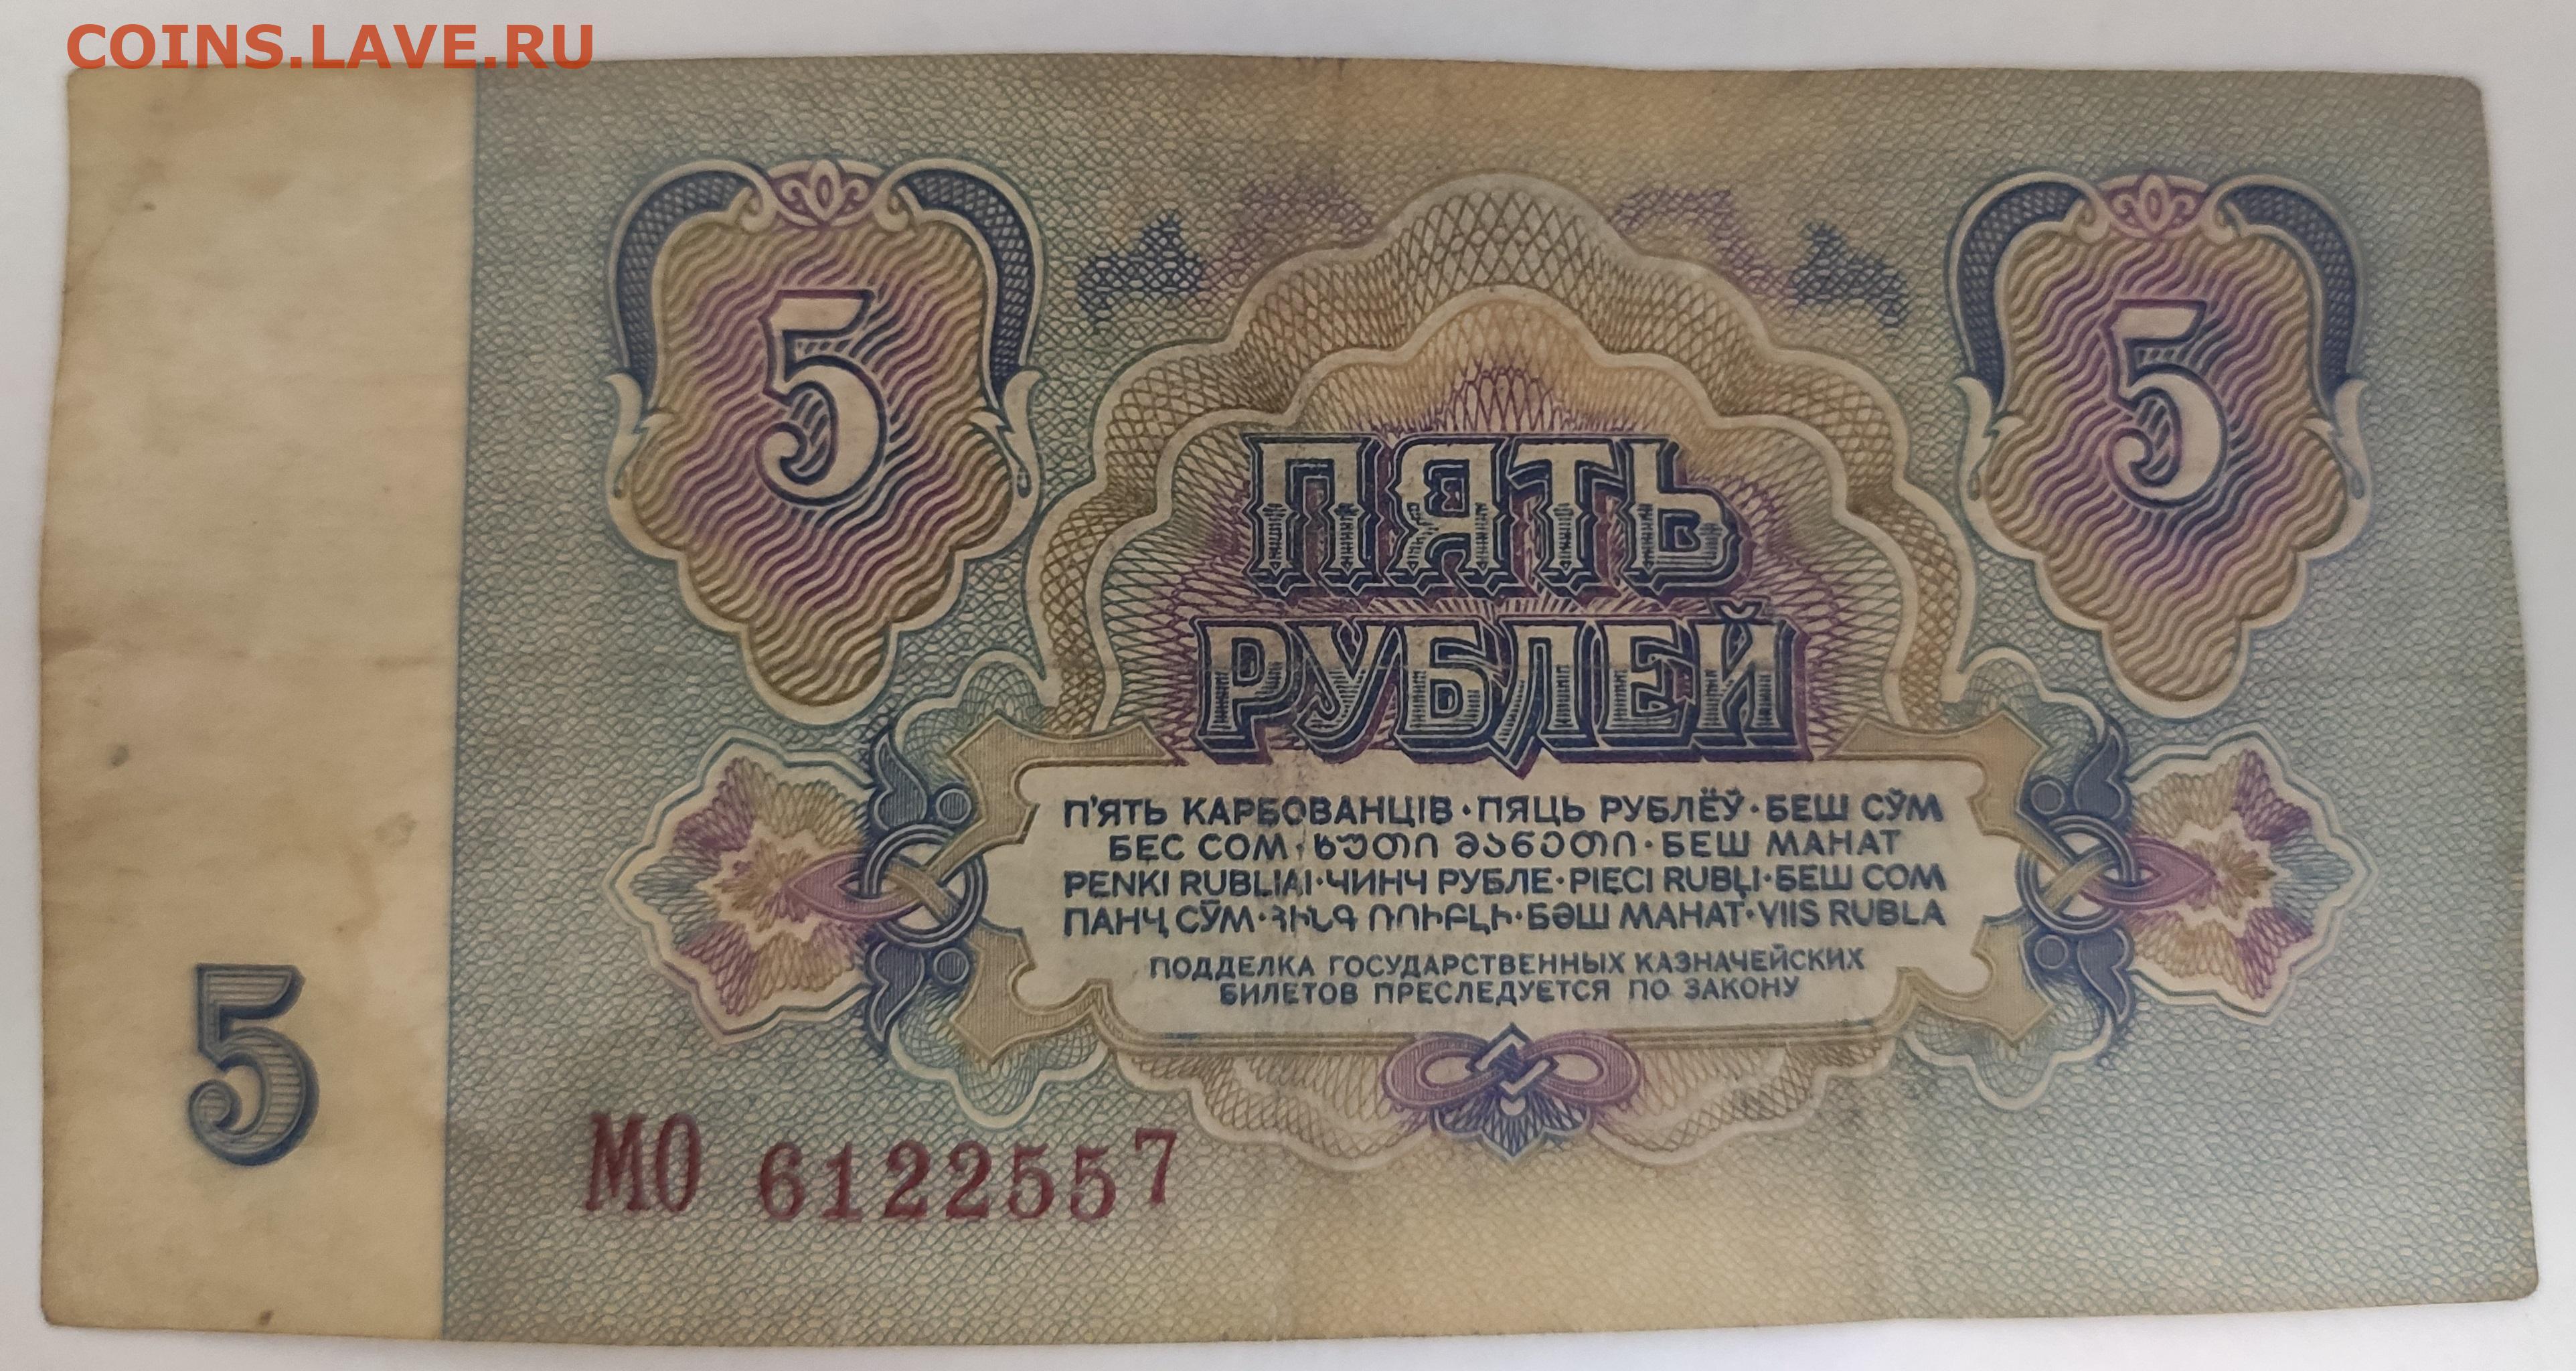 COINS.LAVE.RU
5
5
ПЯТЬ
РУБЛЕЙ
П'ЯТЬ КАРБОВАНЦІВ·ПЯЦЬ РУБЛЁЎ·БЕШ СЎМ
БЕС СОМ·ხუთი მანეთი·БЕШ МАНАТ
PENKI RUBLIAI·ЧИНЧ РУБЛЕ·PIECI RUBĻI·БЕШ СОМ
ПАНҶ СӮМ·ՀԻՆԳ ՌՈՒԲԼԻ·БӘШ МАНАТ·VIIS RUBLA
ПОДДЕЛКА ГОСУДАРСТВЕННЫХ КАЗНАЧЕЙСКИХ
БИЛЕТОВ ПРЕСЛЕДУЕТСЯ ПО ЗАКОНУ
5
МО 6122557